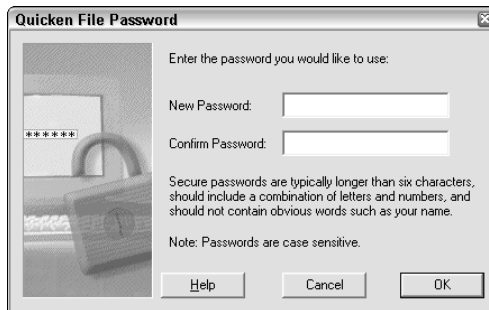 Quicken File Password
Enter the password you would like to use:
New Password:
******
Confirm Password:
Secure passwords are typically longer than six characters,
should include a combination of letters and numbers, and
should not contain obvious words such as your name.
Note: Passwords are case sensitive.
Help
Cancel
OK